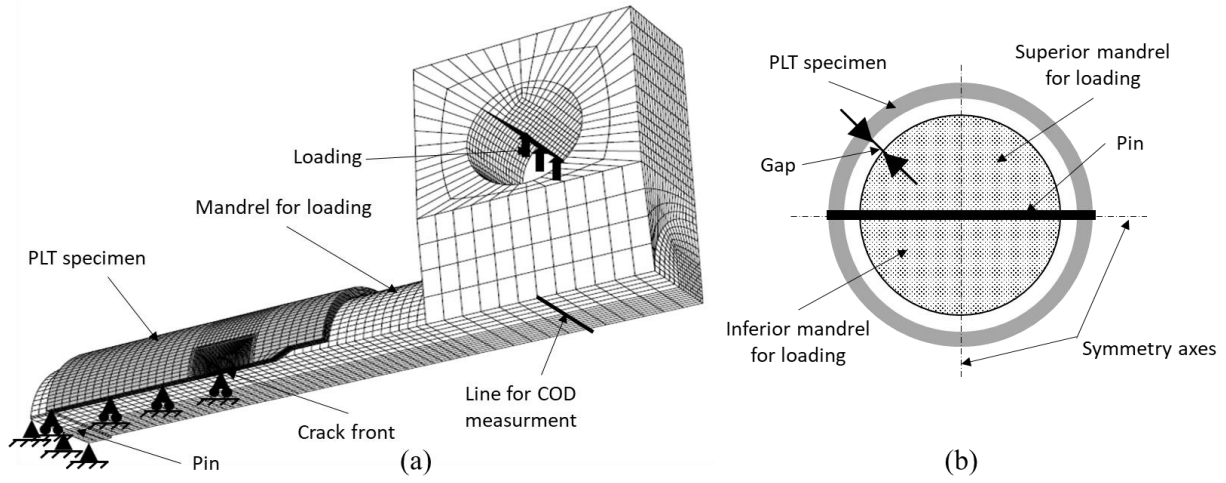 Loading
Mandrel for loading
PLT specimen
Line for COD
measurment
Crack front
Pin
(a)
PLT specimen
Superior mandrel
for loading
Gap
Pin
Inferior mandrel
for loading
Symmetry axes
(b)